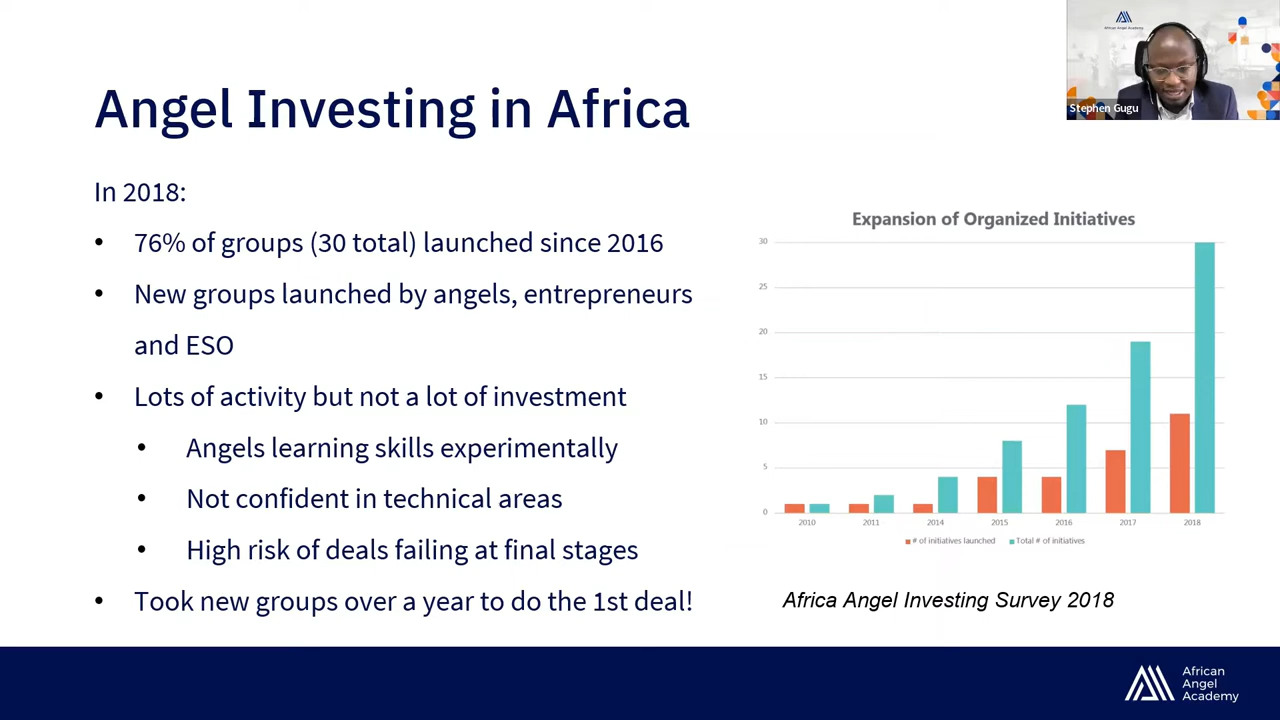 African Angel Academy
Stephen Gugu
Angel Investing in Africa
In 2018:
• 76% of groups (30 total) launched since 2016
• New groups launched by angels, entrepreneurs
and ESO
• Lots of activity but not a lot of investment
• Angels learning skills experimentally
• Not confident in technical areas
• High risk of deals failing at final stages
• Took new groups over a year to do the 1st deal!
Expansion of Organized Initiatives
30
25
20
15
10
5
0
2010 2011 2014 2015 2016 2017 2018
# of initiatives launched Total # of initiatives
Africa Angel Investing Survey 2018
African
Angel
Academy